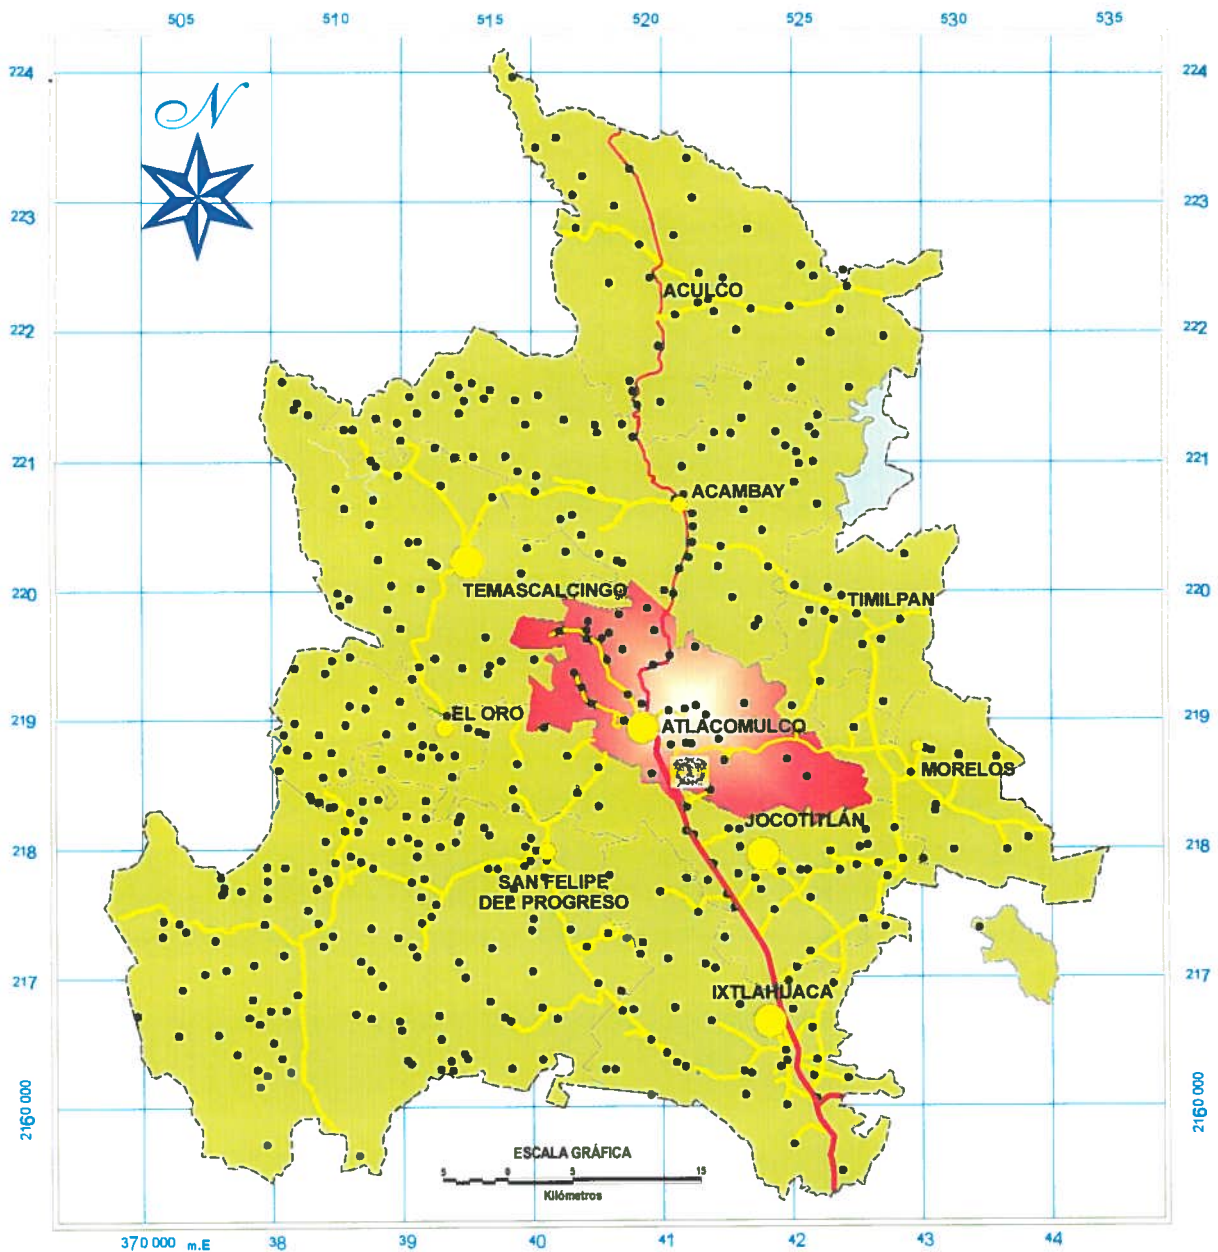 505 510 515 520 525 530 535
N
224 224
223 223
ACULCO
222 222
221 221
ACAMBAY
220 220
TEMASCALCINGO
TIMILPAN
219 219
EL ORO
ATLACOMULCO
MORELOS
JOCOTITLÁN
218 218
SAN FELIPE
DEL PROGRESO
217 217
IXTLAHUACA
2160 000 2160 000
ESCALA GRÁFICA
5 0 5 15
Kilómetros
370 000 m.E 38 39 40 41 42 43 44